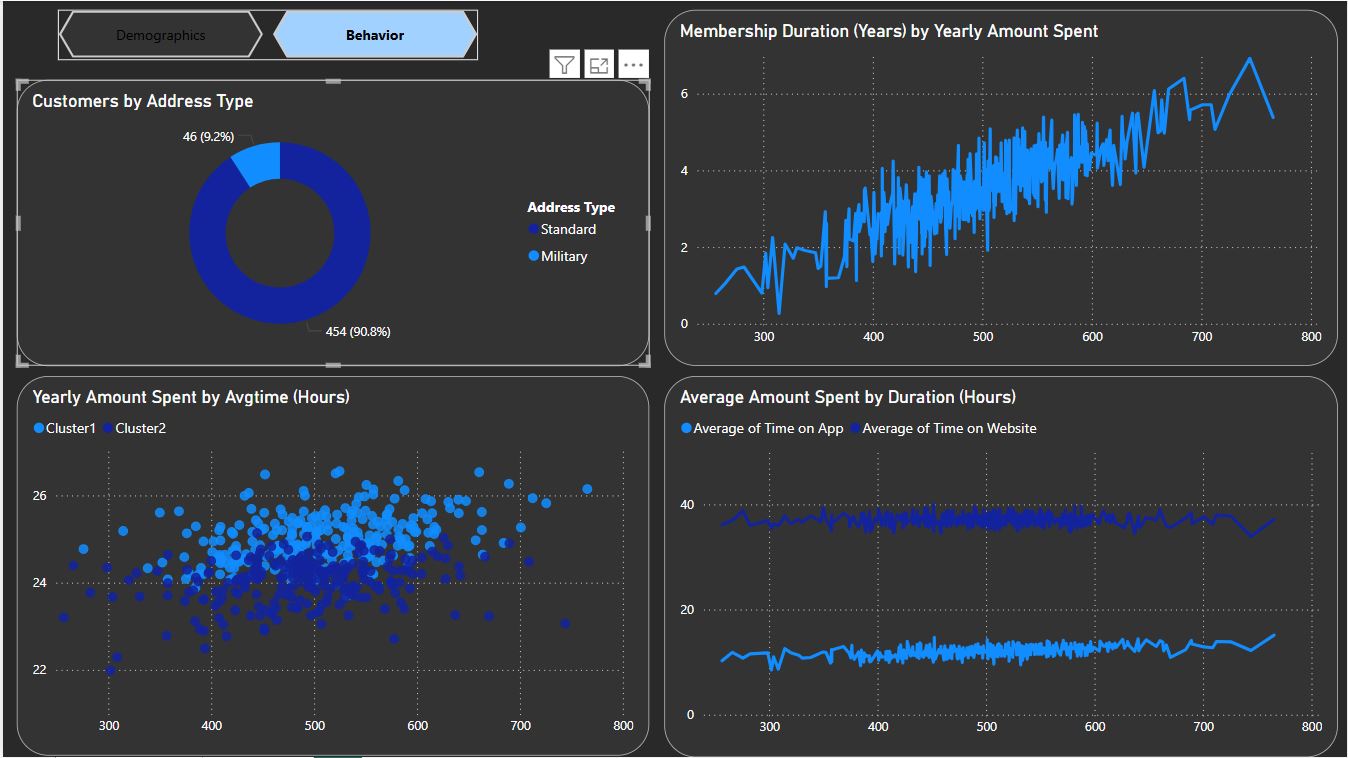 Demographics
Behavior
Customers by Address Type
46 (9.2%)
454 (90.8%)
Address Type
Standard
Military
Membership Duration (Years) by Yearly Amount Spent
6
4
2
0
300 400 500 600 700 800
Yearly Amount Spent by Avgtime (Hours)
Cluster1 Cluster2
26
24
22
300 400 500 600 700 800
Average Amount Spent by Duration (Hours)
Average of Time on App Average of Time on Website
40
20
0
300 400 500 600 700 800